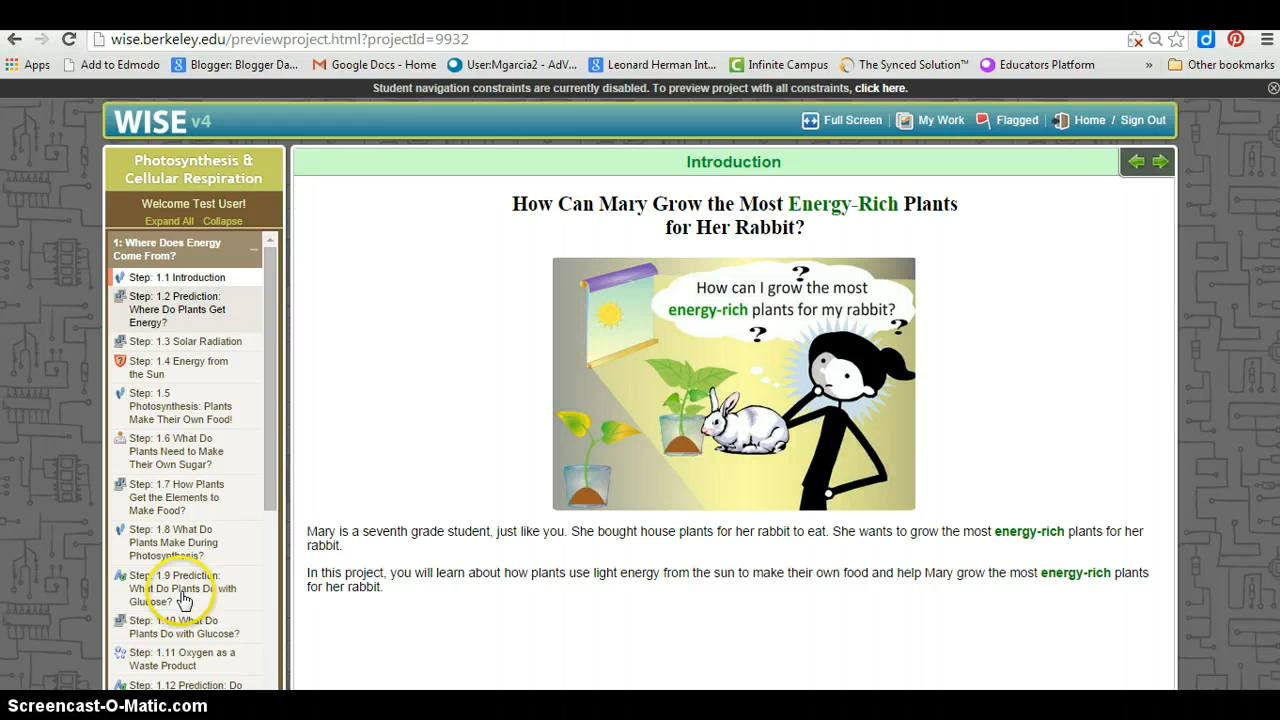 wise.berkeley.edu/previewproject.html?projectId=9932
Apps Add to Edmodo Blogger: Blogger Da... Google Docs - Home User:Mgarcia2 - AdV... Leonard Herman Int... Infinite Campus The Synced Solution™ Educators Platform » Other bookmarks
Student navigation constraints are currently disabled. To preview project with all constraints, click here.
WISE v4
Full Screen My Work Flagged Home / Sign Out
Photosynthesis &
Cellular Respiration
Welcome Test User!
Expand All Collapse
1: Where Does Energy
Come From?
Step: 1.1 Introduction
Step: 1.2 Prediction:
Where Do Plants Get
Energy?
Step: 1.3 Solar Radiation
Step: 1.4 Energy from
the Sun
Step: 1.5
Photosynthesis: Plants
Make Their Own Food!
Step: 1.6 What Do
Plants Need to Make
Their Own Sugar?
Step: 1.7 How Plants
Get the Elements to
Make Food?
Step: 1.8 What Do
Plants Make During
Photosynthesis?
Step: 1.9 Prediction:
What Do Plants Do with
Glucose?
Step: 1.10 What Do
Plants Do with Glucose?
Step: 1.11 Oxygen as a
Waste Product
Step: 1.12 Prediction: Do
Introduction
How Can Mary Grow the Most Energy-Rich Plants
for Her Rabbit?
?
How can I grow the most
energy-rich plants for my rabbit?
? ?
Mary is a seventh grade student, just like you. She bought house plants for her rabbit to eat. She wants to grow the most energy-rich plants for her
rabbit.
In this project, you will learn about how plants use light energy from the sun to make their own food and help Mary grow the most energy-rich plants
for her rabbit.
Screencast-O-Matic.com